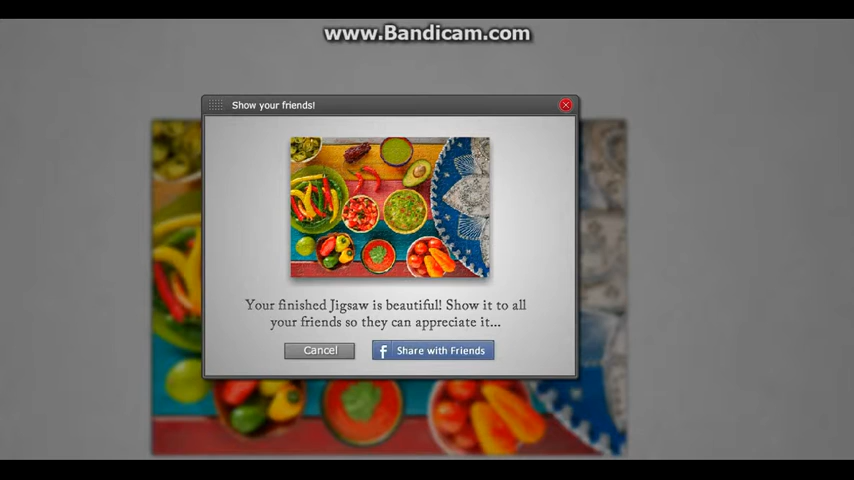 www.Bandicam.com
Show your friends!
Your finished Jigsaw is beautiful! Show it to all
your friends so they can appreciate it...
Cancel
f Share with Friends